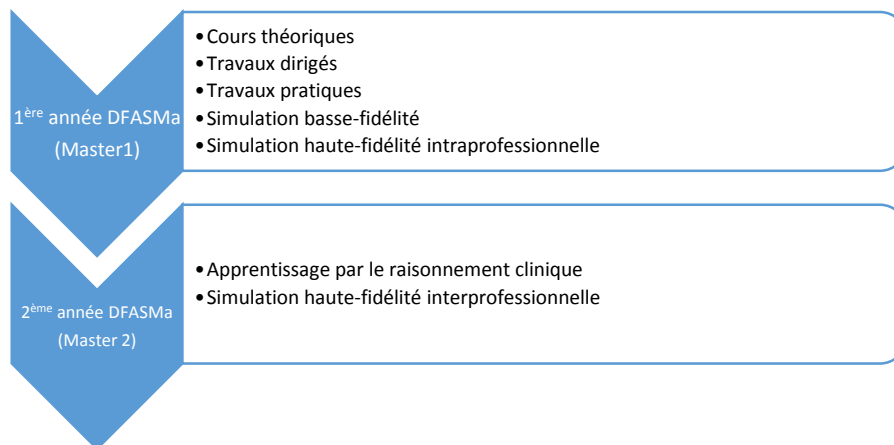 1ère année DFASMa
(Master1)
•Cours théoriques
•Travaux dirigés
•Travaux pratiques
•Simulation basse-fidélité
•Simulation haute-fidélité intraprofessionnelle
2ème année DFASMa
(Master 2)
•Apprentissage par le raisonnement clinique
•Simulation haute-fidélité interprofessionnelle